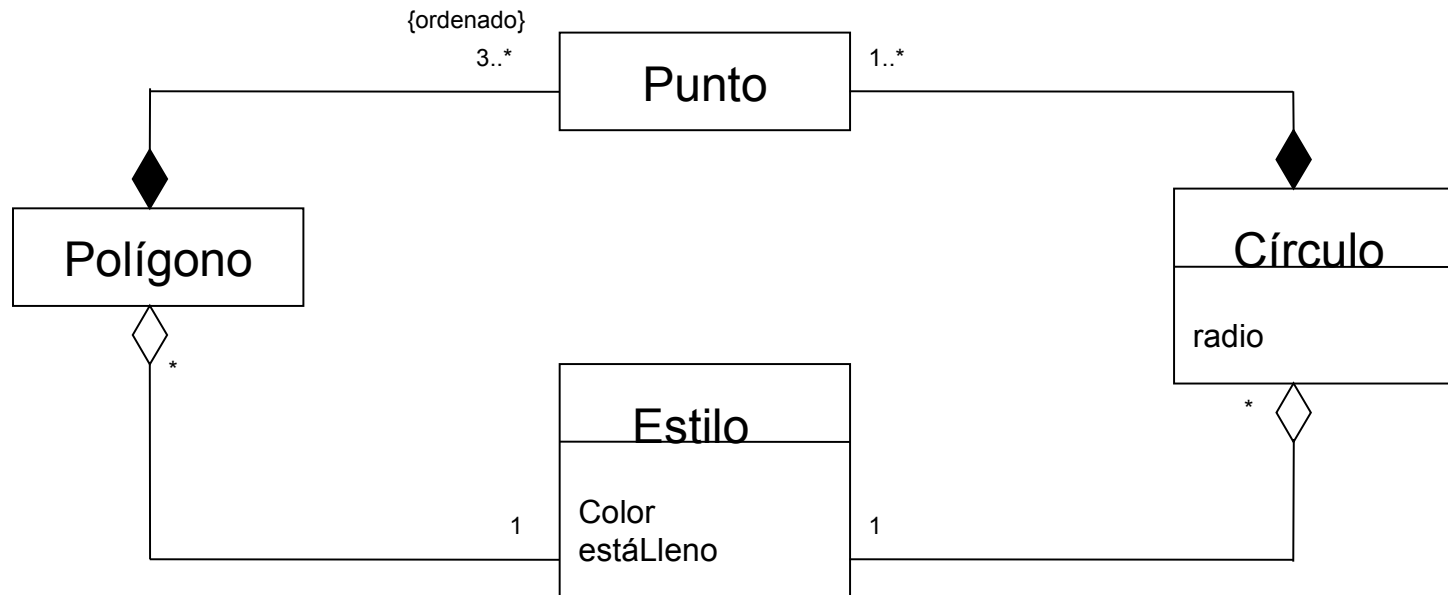 {ordenado}
3..*
Punto
1..*
Polígono
Círculo
radio
*
*
Estilo
Color
estáLleno
1
1